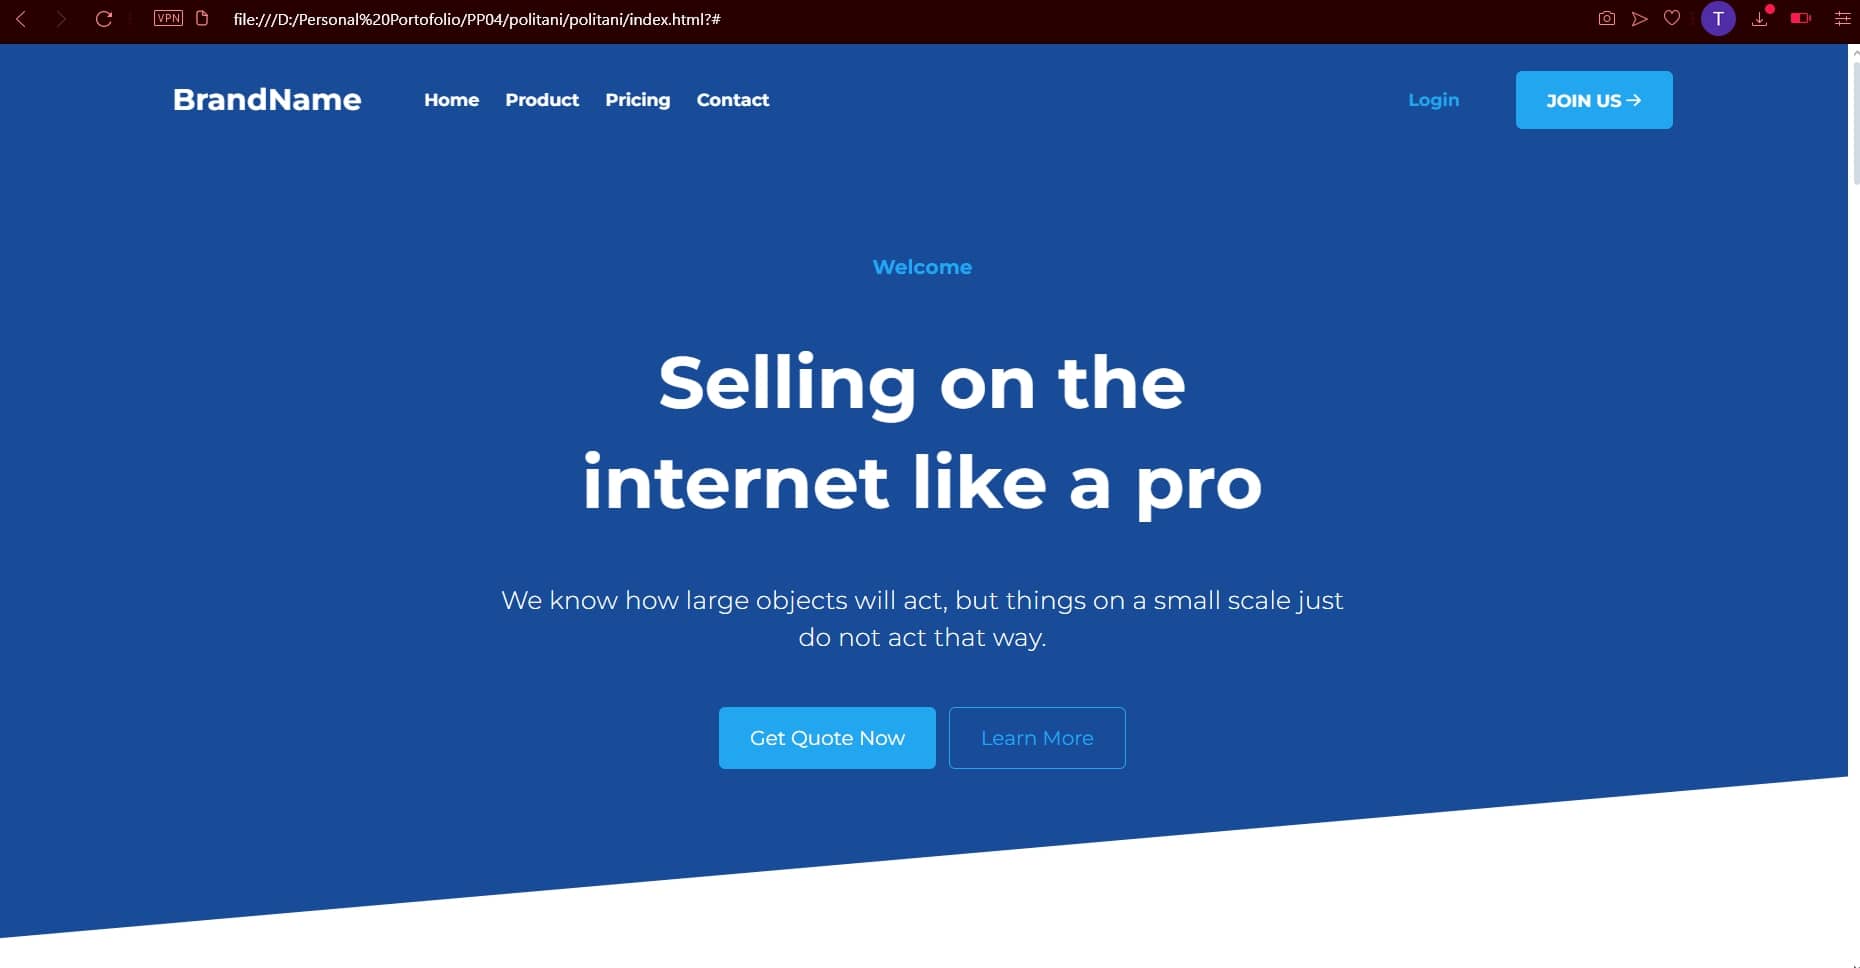 VPN file:///D:/Personal%20Portofolio/PP04/politani/politani/index.html?# T
BrandName Home Product Pricing Contact Login JOIN US →
Welcome
Selling on the
internet like a pro
We know how large objects will act, but things on a small scale just
do not act that way.
Get Quote Now Learn More